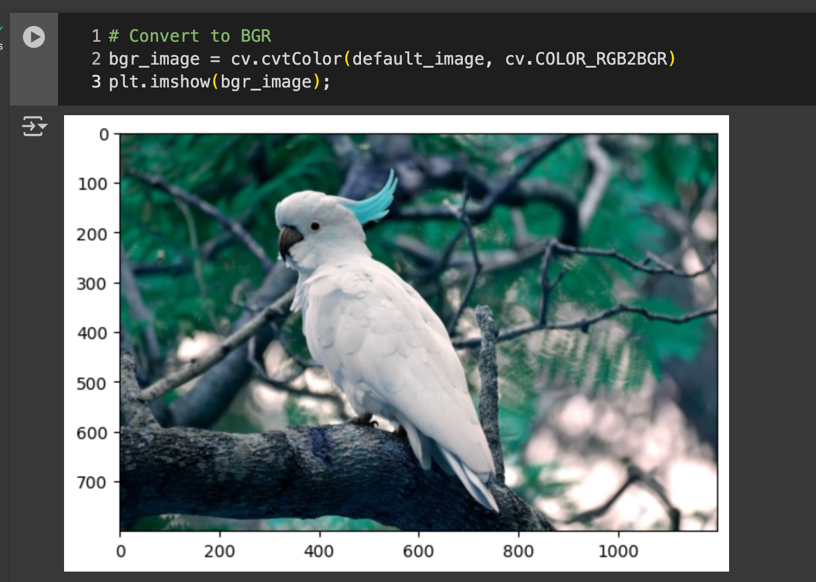 1 # Convert to BGR
2 bgr_image = cv.cvtColor(default_image, cv.COLOR_RGB2BGR)
3 plt.imshow(bgr_image);
0
100
200
300
400
500
600
700
0 200 400 600 800 1000